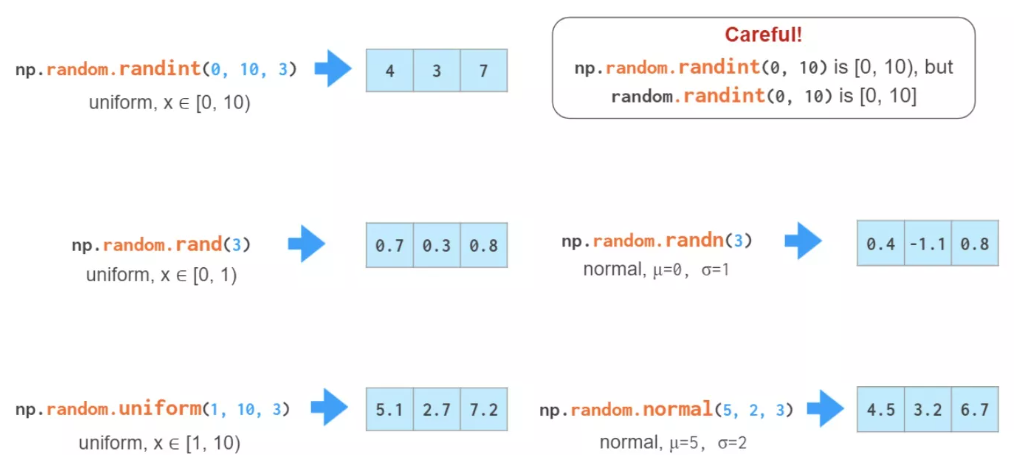 np.random.randint(0, 10, 3)
4 3 7
uniform, x ∈ [0, 10)
Careful!
np.random.randint(0, 10) is [0, 10), but
random.randint(0, 10) is [0, 10]
np.random.rand(3)
0.7 0.3 0.8
uniform, x ∈ [0, 1)
np.random.randn(3)
0.4 -1.1 0.8
normal, μ=0, σ=1
np.random.uniform(1, 10, 3)
5.1 2.7 7.2
uniform, x ∈ [1, 10)
np.random.normal(5, 2, 3)
4.5 3.2 6.7
normal, μ=5, σ=2